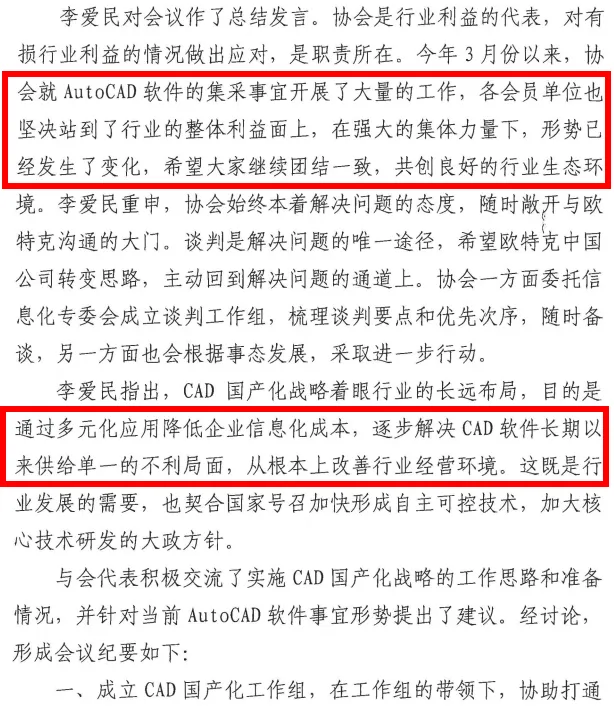 李爱民对会议作了总结发言。协会是行业利益的代表，对有
损行业利益的情况做出应对，是职责所在。今年 3 月份以来，协
会就 AutoCAD 软件的集采事宜开展了大量的工作，各会员单位也
坚决站到了行业的整体利益面上，在强大的集体力量下，形势已
经发生了变化，希望大家继续团结一致，共创良好的行业生态环
境。李爱民重申，协会始终本着解决问题的态度，随时敞开与欧
特克沟通的大门。谈判是解决问题的唯一途径，希望欧特克中国
公司转变思路，主动回到解决问题的通道上。协会一方面委托信
息化专委会成立谈判工作组，梳理谈判要点和优先次序，随时备
谈，另一方面也会根据事态发展，采取进一步行动。
李爱民指出，CAD 国产化战略着眼行业的长远布局，目的是
通过多元化应用降低企业信息化成本，逐步解决 CAD 软件长期以
来供给单一的不利局面，从根本上改善行业经营环境。这既是行
业发展的需要，也契合国家号召加快形成自主可控技术，加大核
心技术研发的大政方针。
与会代表积极交流了实施 CAD 国产化战略的工作思路和准备
情况，并针对当前 AutoCAD 软件事宜形势提出了建议。经讨论，
形成会议纪要如下：
一、成立 CAD 国产化工作组，在工作组的带领下，协助打通